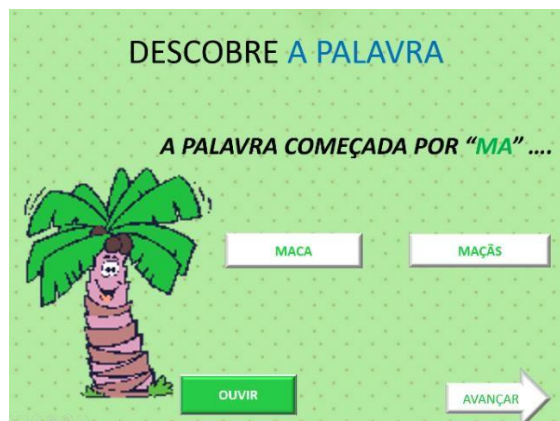 DESCOBRE A PALAVRA
A PALAVRA COMEÇADA POR “MA” ....
MACA
MAÇÃS
OUVIR
AVANÇAR